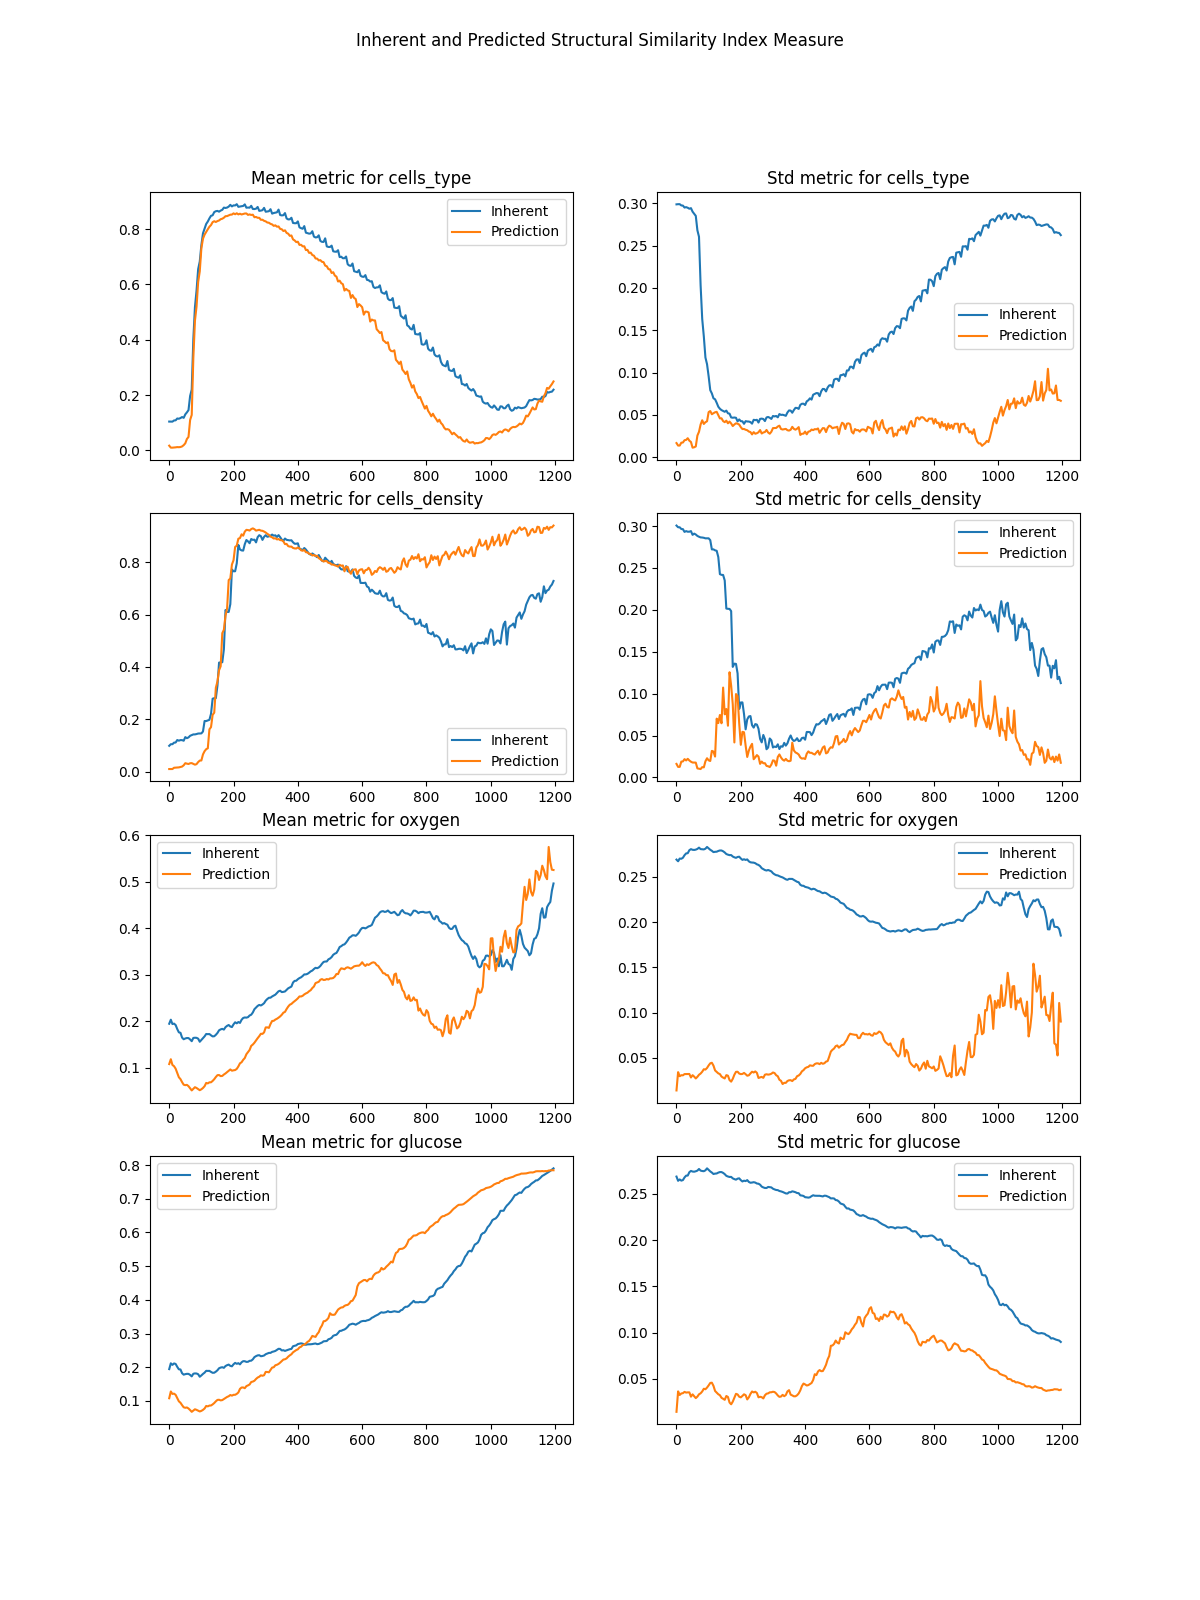 Inherent and Predicted Structural Similarity Index Measure
Mean metric for cells_type
Inherent
Prediction
0.8
0.6
0.4
0.2
0.0
0 200 400 600 800 1000 1200
Std metric for cells_type
0.30
0.25
0.20
0.15
0.10
0.05
0.00
Inherent
Prediction
0 200 400 600 800 1000 1200
Mean metric for cells_density
0.8
0.6
0.4
0.2
0.0
Inherent
Prediction
0 200 400 600 800 1000 1200
Std metric for cells_density
Inherent
Prediction
0.30
0.25
0.20
0.15
0.10
0.05
0.00
0 200 400 600 800 1000 1200
Mean metric for oxygen
Inherent
Prediction
0.6
0.5
0.4
0.3
0.2
0.1
0 200 400 600 800 1000 1200
Std metric for oxygen
Inherent
Prediction
0.25
0.20
0.15
0.10
0.05
0 200 400 600 800 1000 1200
Mean metric for glucose
Inherent
Prediction
0.8
0.7
0.6
0.5
0.4
0.3
0.2
0.1
0 200 400 600 800 1000 1200
Std metric for glucose
Inherent
Prediction
0.25
0.20
0.15
0.10
0.05
0 200 400 600 800 1000 1200